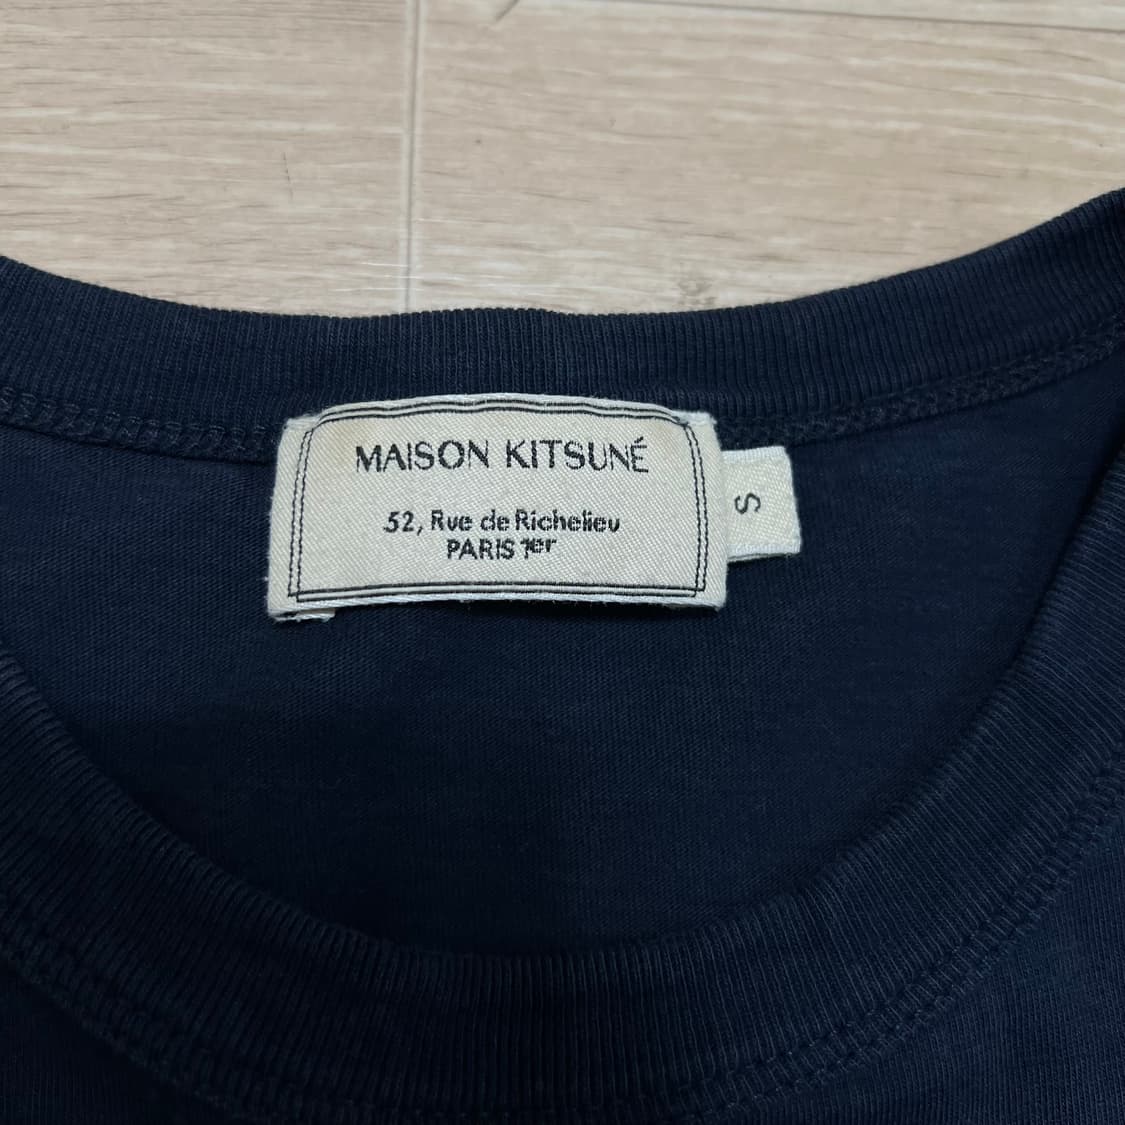 MAISON KITSUNÉ
52, Rue de Richelieu
PARIS 1er
S